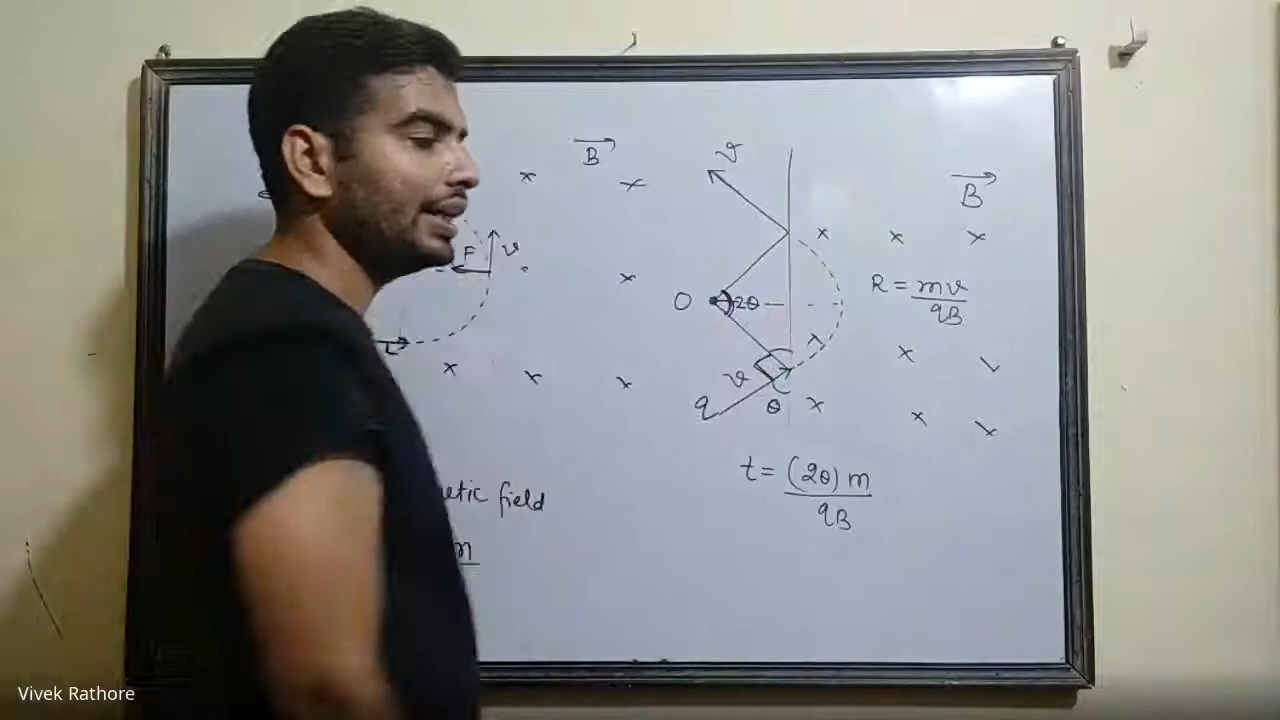 B
x x
F v
x
x x x
etic field
m
v
B
x x x
O 2θ
R = mv / qB
x x
v
q θ x x
t = (2θ) m / qB
Vivek Rathore